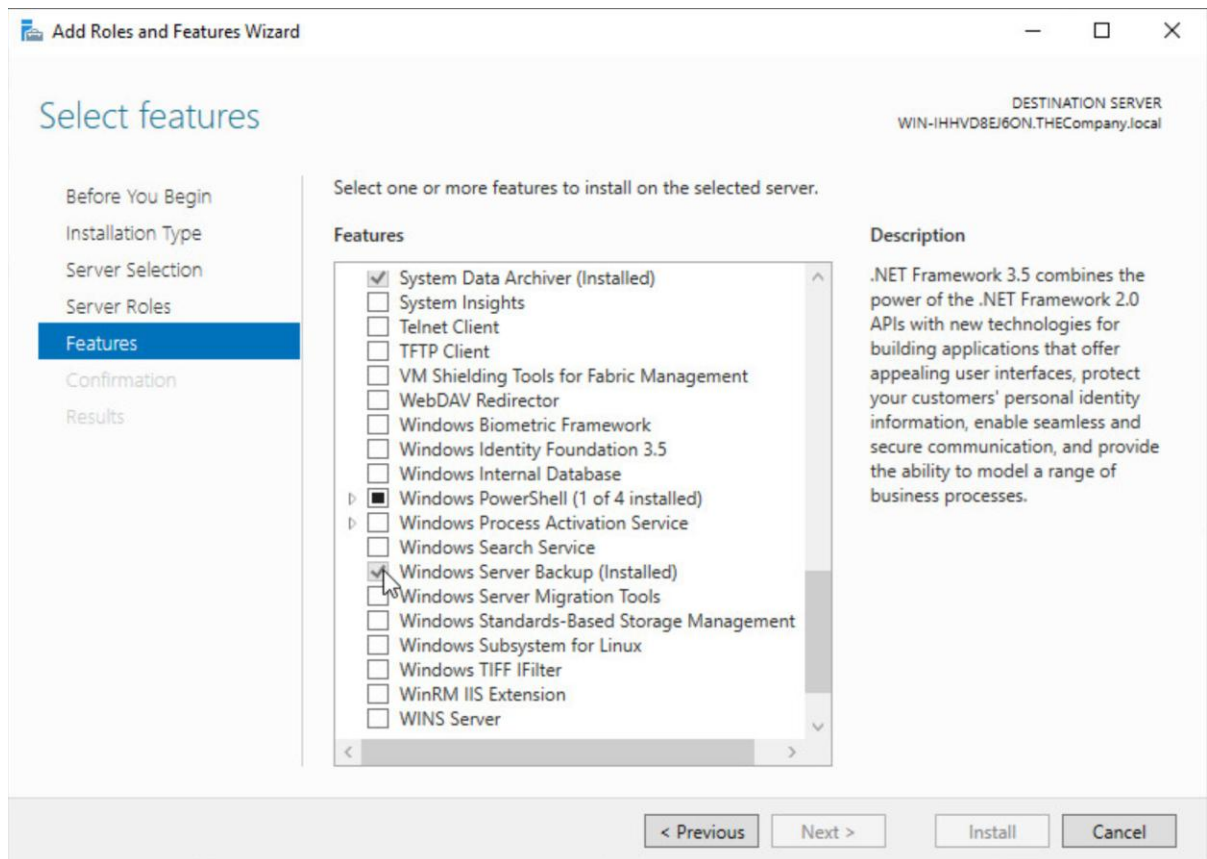 Add Roles and Features Wizard
Select features
DESTINATION SERVER
WIN-IHHVD8EJ6ON.THECompany.local
Before You Begin
Installation Type
Server Selection
Server Roles
Features
Confirmation
Results
Select one or more features to install on the selected server.
Features
System Data Archiver (Installed)
System Insights
Telnet Client
TFTP Client
VM Shielding Tools for Fabric Management
WebDAV Redirector
Windows Biometric Framework
Windows Identity Foundation 3.5
Windows Internal Database
Windows PowerShell (1 of 4 installed)
Windows Process Activation Service
Windows Search Service
Windows Server Backup (Installed)
Windows Server Migration Tools
Windows Standards-Based Storage Management
Windows Subsystem for Linux
Windows TIFF IFilter
WinRM IIS Extension
WINS Server
Description
.NET Framework 3.5 combines the
power of the .NET Framework 2.0
APIs with new technologies for
building applications that offer
appealing user interfaces, protect
your customers' personal identity
information, enable seamless and
secure communication, and provide
the ability to model a range of
business processes.
< Previous
Next >
Install
Cancel